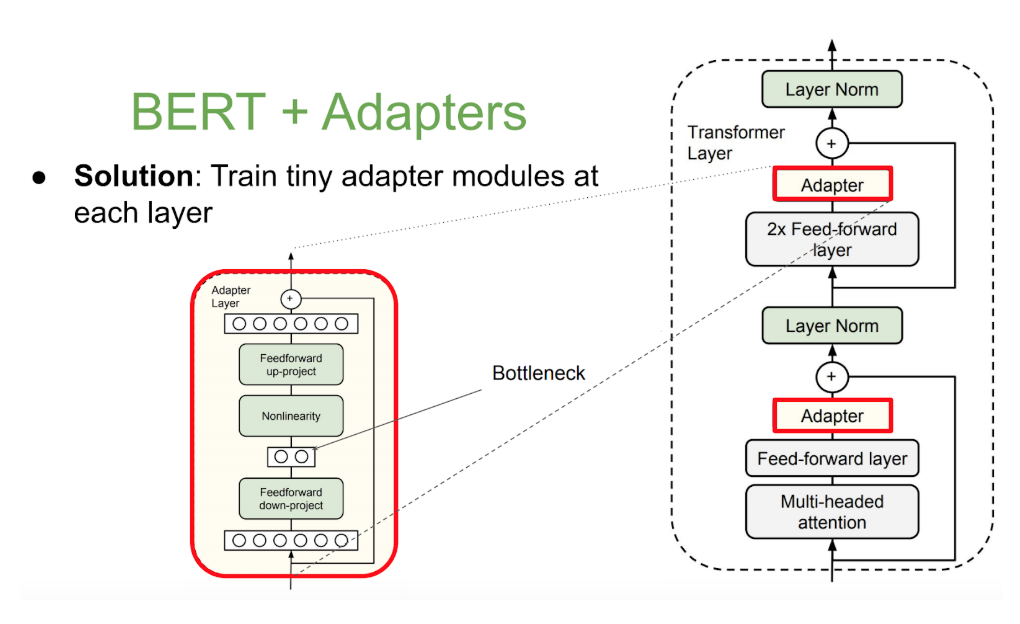 BERT + Adapters
● Solution: Train tiny adapter modules at
each layer
Adapter
Layer
+
Feedforward
up-project
Nonlinearity
Feedforward
down-project
Bottleneck
Layer Norm
Transformer
Layer
+
Adapter
2x Feed-forward
layer
Layer Norm
+
Adapter
Feed-forward layer
Multi-headed
attention